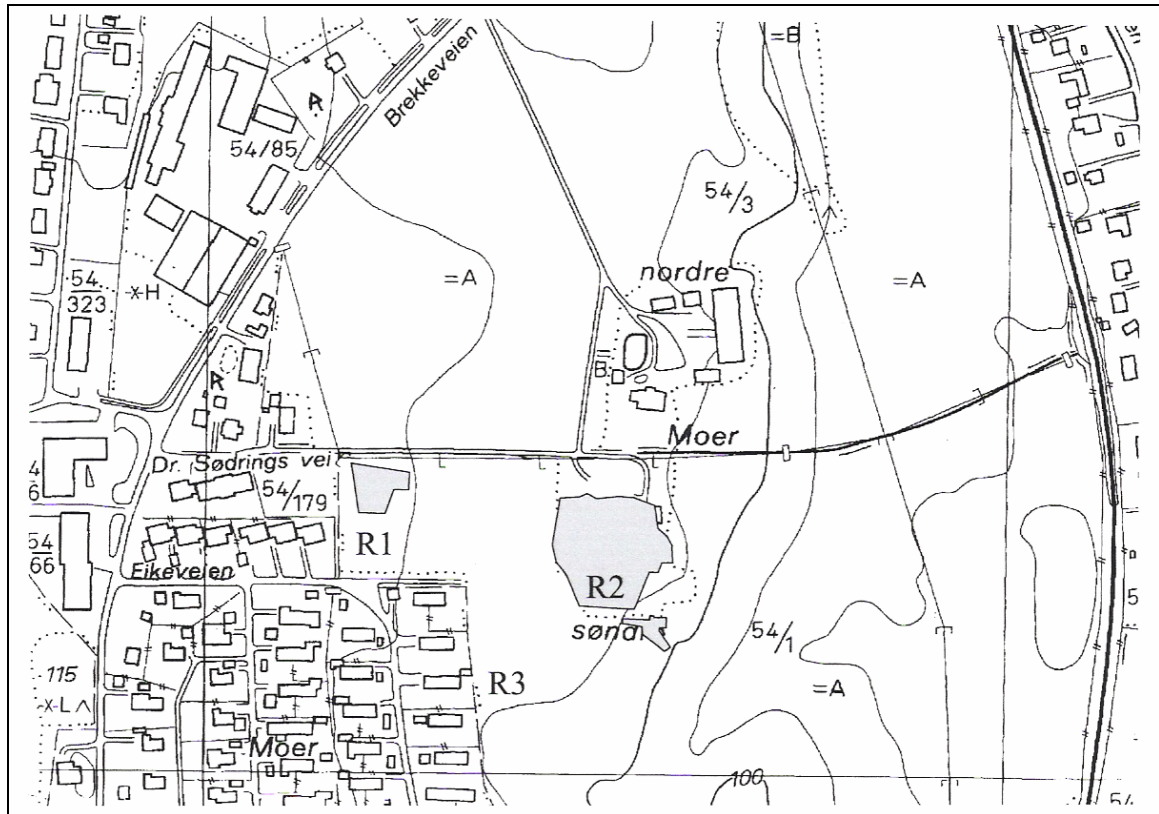 =B
Brekkeveien
54/85
54/3
nordre
=A
=A
54
323
-x-H
Moer
Dr. Sødrings vei
54/179
R1
R2
54
66
Eikeveien
sønd
54/1
115
R3
=A
x-L
Moer
100